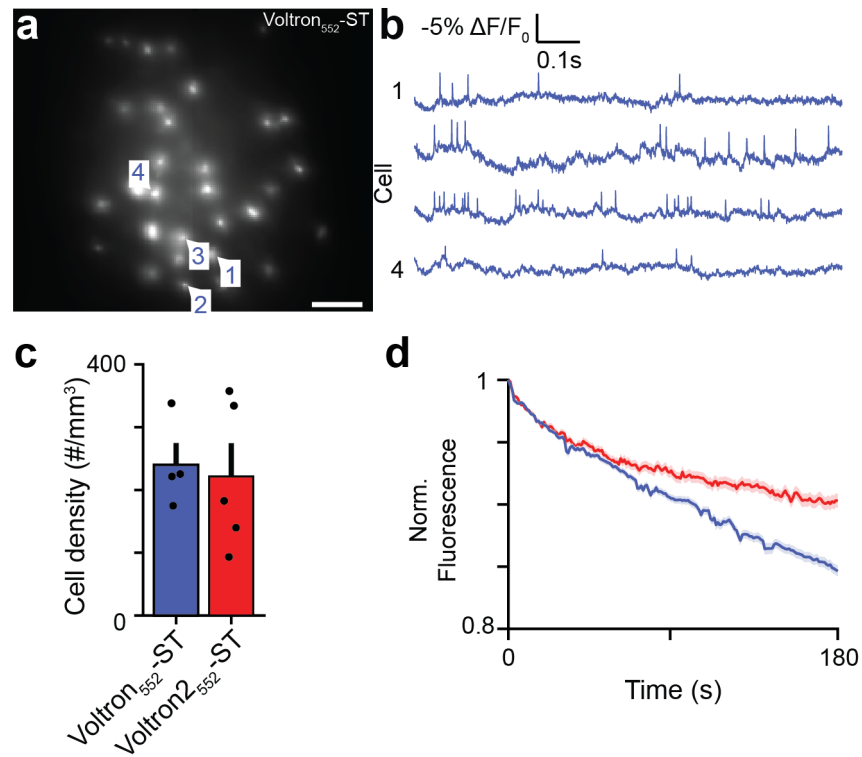 a
Voltron552-ST
4
3
1
2
b
-5% ΔF/F0
0.1s
Cell
1
4
c
Cell density (#/mm3)
400
0
Voltron552-ST
Voltron2552-ST
d
Norm.
Fluorescence
1
0.8
0
180
Time (s)